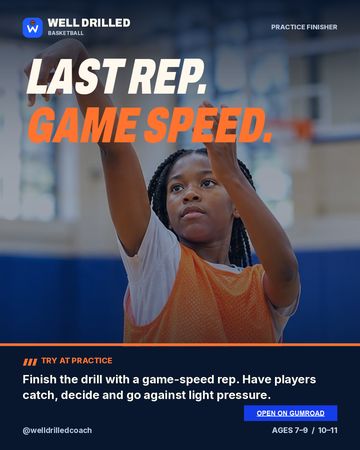 WELL DRILLED
BASKETBALL
PRACTICE FINISHER
LAST REP.
GAME SPEED.
TRY AT PRACTICE
Finish the drill with a game-speed rep. Have players
catch, decide and go against light pressure.
OPEN ON GUMROAD
@welldrilledcoach
AGES 7–9 / 10–11